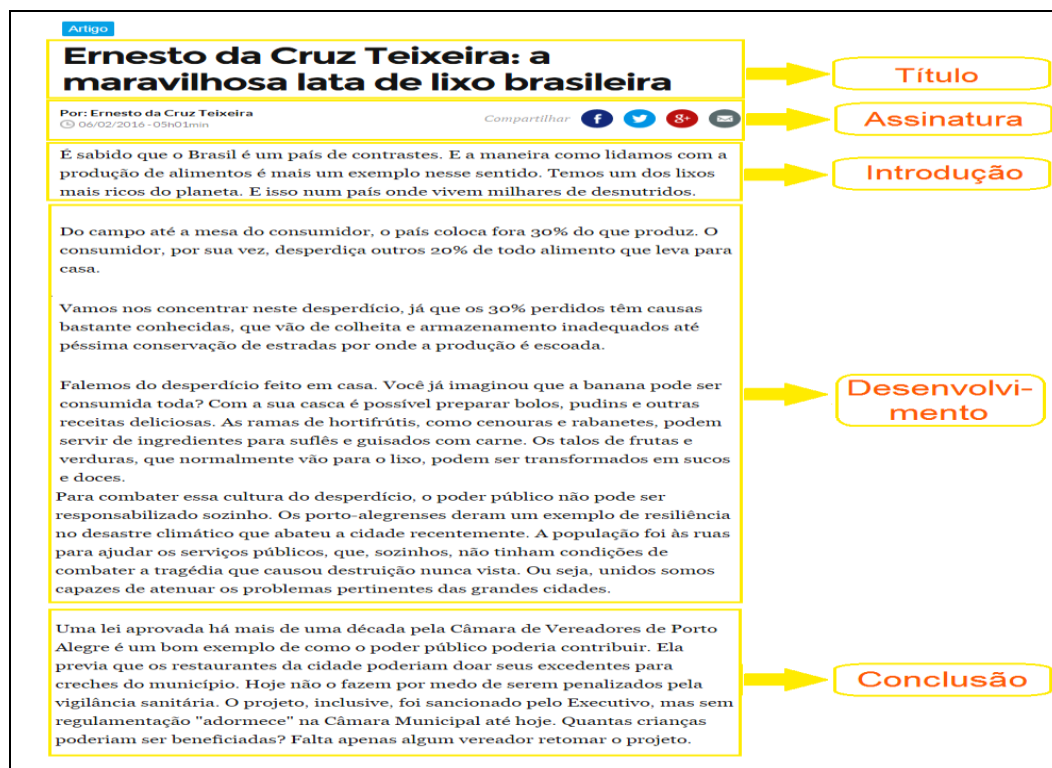 Artigo
Ernesto da Cruz Teixeira: a
maravilhosa lata de lixo brasileira
Título
Por: Ernesto da Cruz Teixeira
06/02/2016 - 05h01min
Compartilhar
f
8+
Assinatura
É sabido que o Brasil é um país de contrastes. E a maneira como lidamos com a
produção de alimentos é mais um exemplo nesse sentido. Temos um dos lixos
mais ricos do planeta. E isso num país onde vivem milhares de desnutridos.
Introdução
Do campo até a mesa do consumidor, o país coloca fora 30% do que produz. O
consumidor, por sua vez, desperdiça outros 20% de todo alimento que leva para
casa.
Vamos nos concentrar neste desperdício, já que os 30% perdidos têm causas
bastante conhecidas, que vão de colheita e armazenamento inadequados até
péssima conservação de estradas por onde a produção é escoada.
Falemos do desperdício feito em casa. Você já imaginou que a banana pode ser
consumida toda? Com a sua casca é possível preparar bolos, pudins e outras
receitas deliciosas. As ramas de hortifrútis, como cenouras e rabanetes, podem
servir de ingredientes para suflês e guisados com carne. Os talos de frutas e
verduras, que normalmente vão para o lixo, podem ser transformados em sucos
e doces.
Para combater essa cultura do desperdício, o poder público não pode ser
responsabilizado sozinho. Os porto-alegrenses deram um exemplo de resiliência
no desastre climático que abateu a cidade recentemente. A população foi às ruas
para ajudar os serviços públicos, que, sozinhos, não tinham condições de
combater a tragédia que causou destruição nunca vista. Ou seja, unidos somos
capazes de atenuar os problemas pertinentes das grandes cidades.
Desenvolvi-
mento
Uma lei aprovada há mais de uma década pela Câmara de Vereadores de Porto
Alegre é um bom exemplo de como o poder público poderia contribuir. Ela
previa que os restaurantes da cidade poderiam doar seus excedentes para
creches do município. Hoje não o fazem por medo de serem penalizados pela
vigilância sanitária. O projeto, inclusive, foi sancionado pelo Executivo, mas sem
regulamentação "adormece" na Câmara Municipal até hoje. Quantas crianças
poderiam ser beneficiadas? Falta apenas algum vereador retomar o projeto.
Conclusão